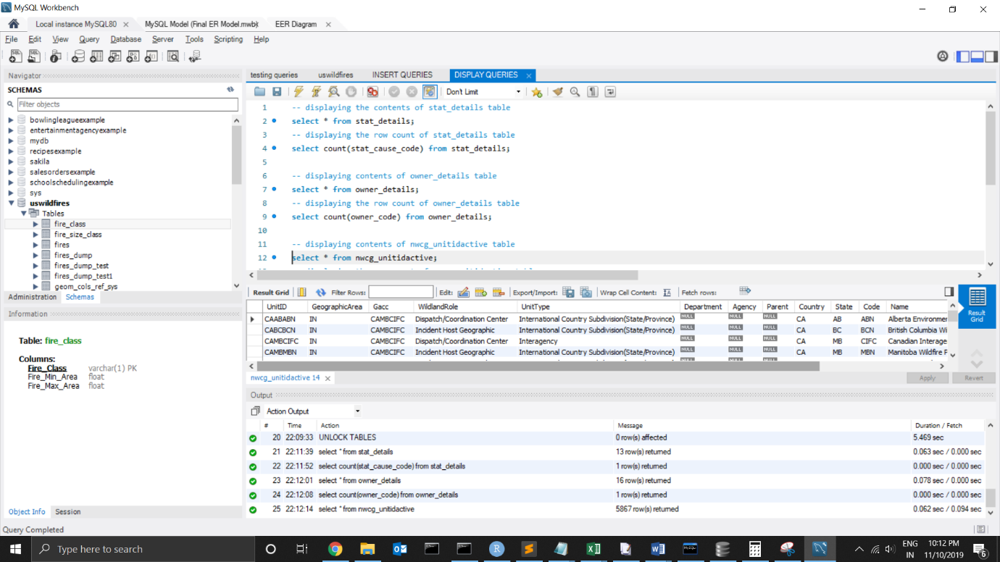 MySQL Workbench
Local instance MySQL80 MySQL Model (Final ER Model.mwb) EER Diagram
File Edit View Query Database Server Tools Scripting Help
Navigator
SCHEMAS
Filter objects
bowlingleagueexample
entertainmentagencyexample
mydb
recipesexample
sakila
salesordersexample
schoolschedulingexample
sys
uswildfires
Tables
fire_class
fire_size_class
fires
fires_dump
fires_dump_test
fires_dump_test1
geom_cols_ref_sys
Administration Schemas
Information
Table: fire_class
Columns:
Fire_Class varchar(1) PK
Fire_Min_Area float
Fire_Max_Area float
Object Info Session
Query Completed
testing queries uswildfires INSERT QUERIES DISPLAY QUERIES
Don't Limit
1 -- displaying the contents of stat_details table
2 select * from stat_details;
3 -- displaying the row count of stat_details table
4 select count(stat_cause_code) from stat_details;
5
6 -- displaying contents of owner_details table
7 select * from owner_details;
8 -- displaying the row count of owner_details table
9 select count(owner_code) from owner_details;
10
11 -- displaying contents of nwcg_unitidactive table
12 select * from nwcg_unitidactive;
Result Grid Filter Rows: Edit: Export/Import: Wrap Cell Content: IA Fetch rows:
UnitID GeographicArea Gacc WildlandRole UnitType Department Agency Parent Country State Code Name
CAABABN IN CAMBCIFC Dispatch/Coordination Center International Country Subdivision(State/Province) NULL NULL NULL CA AB ABN Alberta Environmer
CABCBCN IN CAMBCIFC Incident Host Geographic International Country Subdivision(State/Province) NULL NULL NULL CA BC BCN British Columbia Wi
CAMBCIFC IN CAMBCIFC Dispatch/Coordination Center Interagency NULL NULL NULL CA MB CIFC Canadian Interage
CAMBMBN IN CAMBCIFC Incident Host Geographic International Country Subdivision(State/Province) NULL NULL NULL CA MB MBN Manitoba Wildfire F
Result Grid
nwcg_unitidactive 14 Apply Revert
Output
Action Output
# Time Action Message Duration / Fetch
20 22:09:33 UNLOCK TABLES 0 row(s) affected 5.469 sec
21 22:11:39 select * from stat_details 13 row(s) returned 0.063 sec / 0.000 sec
22 22:11:52 select count(stat_cause_code) from stat_details 1 row(s) returned 0.000 sec / 0.000 sec
23 22:12:01 select * from owner_details 16 row(s) returned 0.078 sec / 0.000 sec
24 22:12:08 select count(owner_code) from owner_details 1 row(s) returned 0.000 sec / 0.000 sec
25 22:12:14 select * from nwcg_unitidactive 5867 row(s) returned 0.062 sec / 0.094 sec
Type here to search
ENG IN
10:12 PM
11/10/2019
6